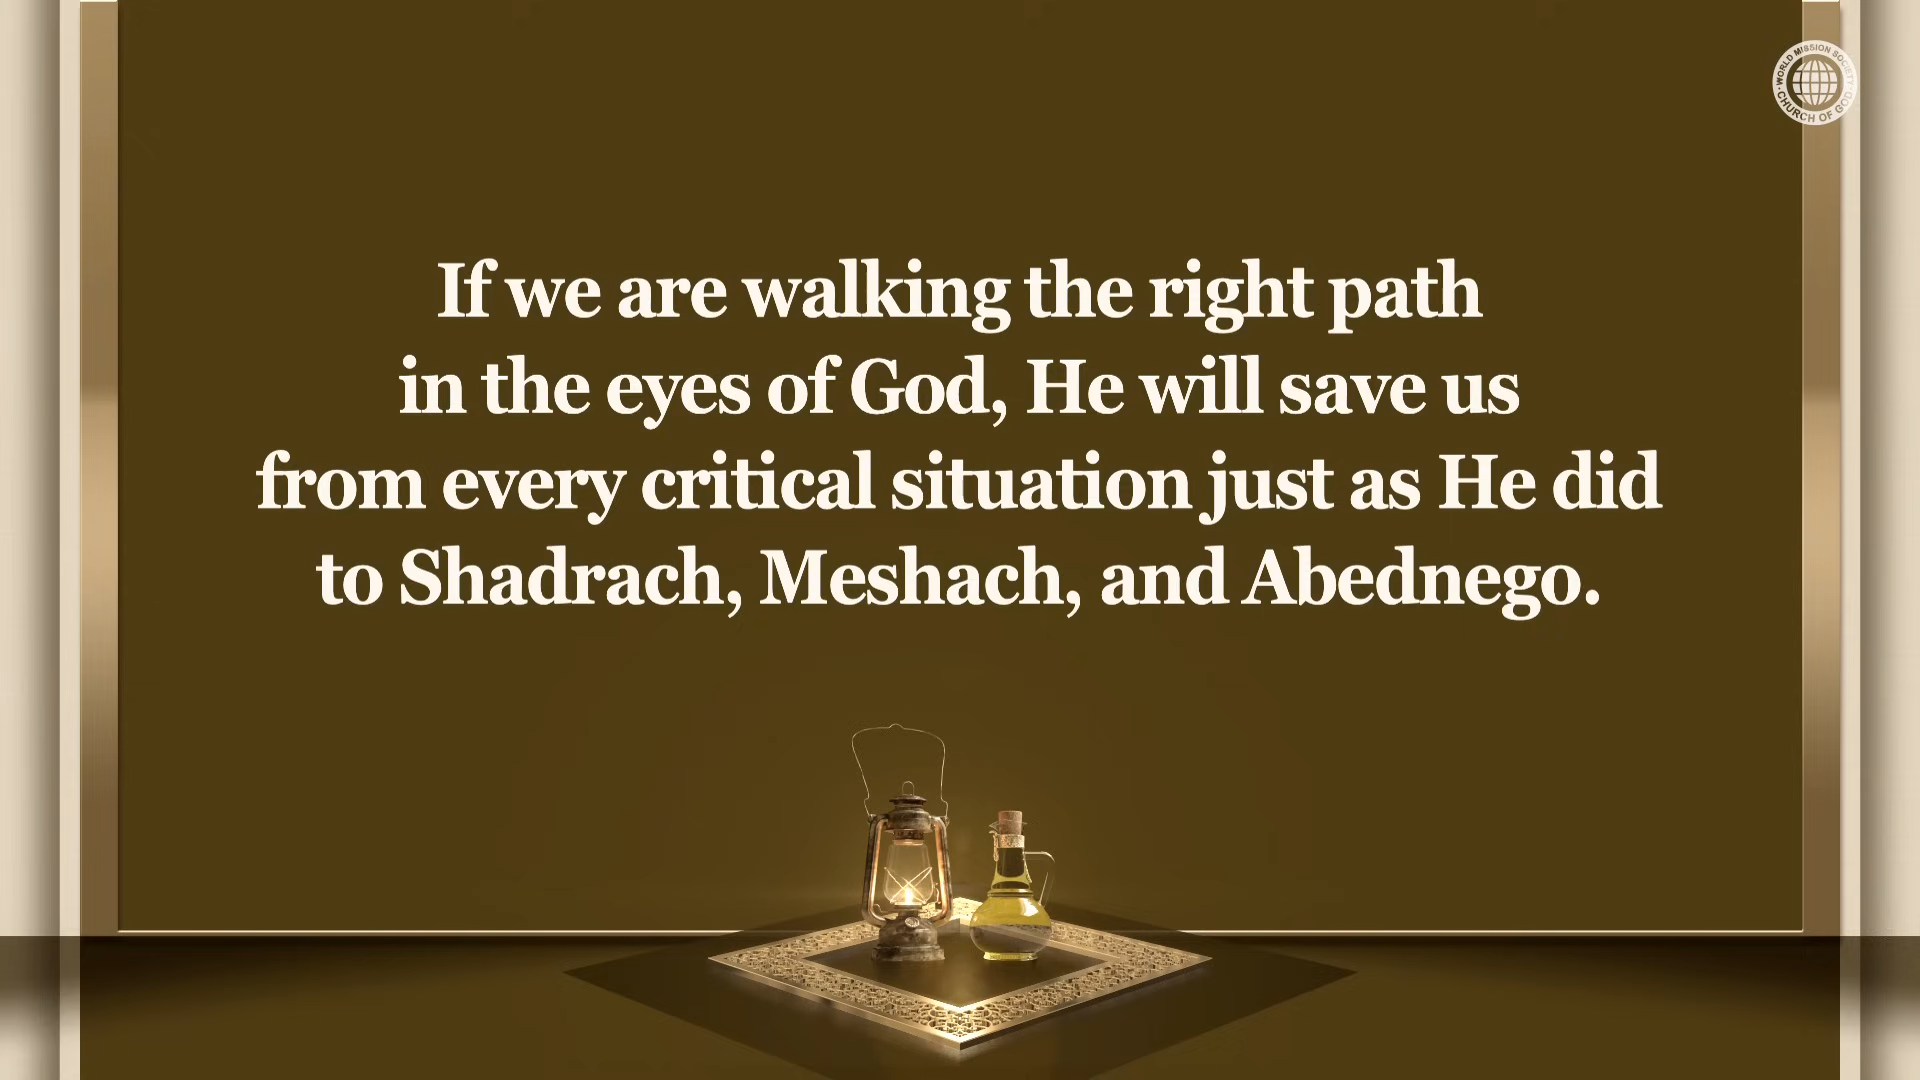 WORLD MISSION SOCIETY
CHURCH OF GOD
If we are walking the right path
in the eyes of God, He will save us
from every critical situation just as He did
to Shadrach, Meshach, and Abednego.